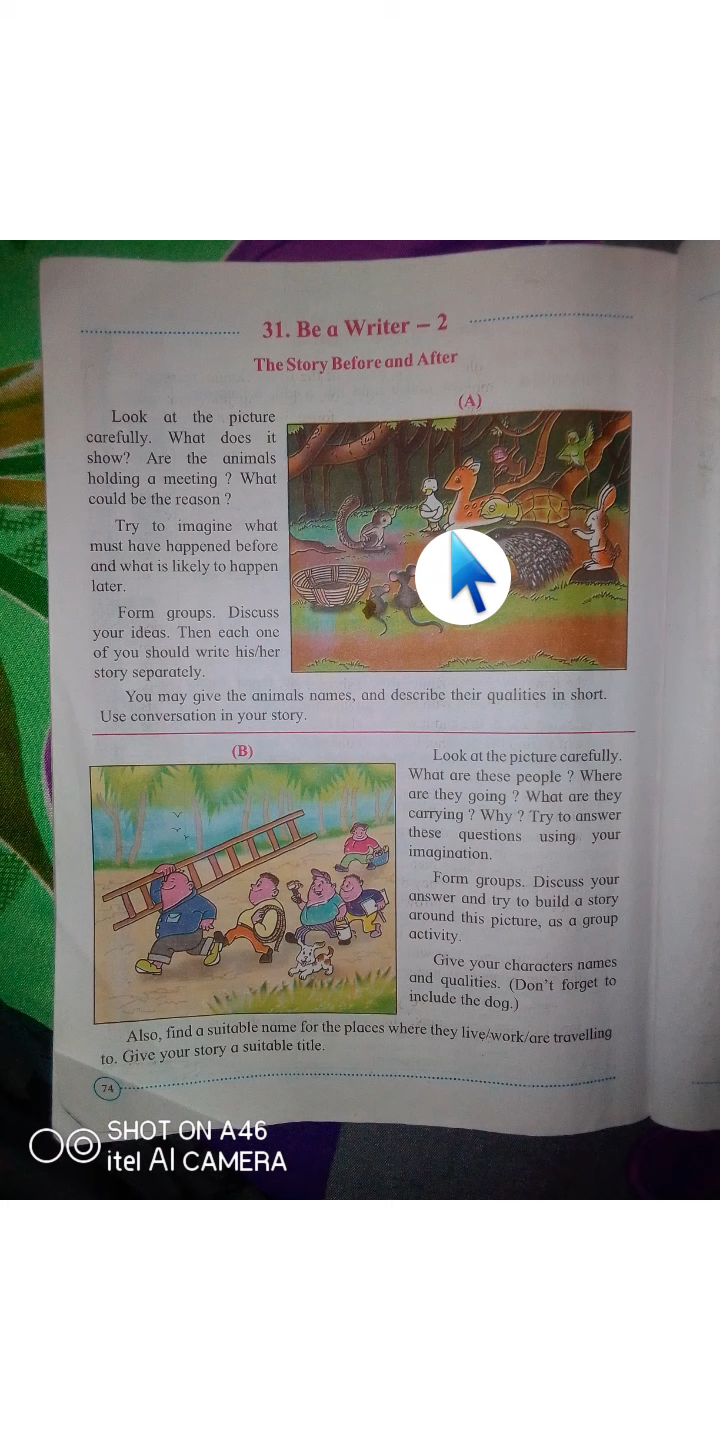 31. Be a Writer – 2
The Story Before and After
(A)
Look at the picture
carefully. What does it
show? Are the animals
holding a meeting ? What
could be the reason ?
Try to imagine what
must have happened before
and what is likely to happen
later.
Form groups. Discuss
your ideas. Then each one
of you should write his/her
story separately.
You may give the animals names, and describe their qualities in short.
Use conversation in your story.
(B)
Look at the picture carefully.
What are these people ? Where
are they going ? What are they
carrying ? Why ? Try to answer
these questions using your
imagination.
Form groups. Discuss your
answer and try to build a story
around this picture, as a group
activity.
Give your characters names
and qualities. (Don't forget to
include the dog.)
Also, find a suitable name for the places where they live/work/are travelling
to. Give your story a suitable title.
74
SHOT ON A46
itel AI CAMERA